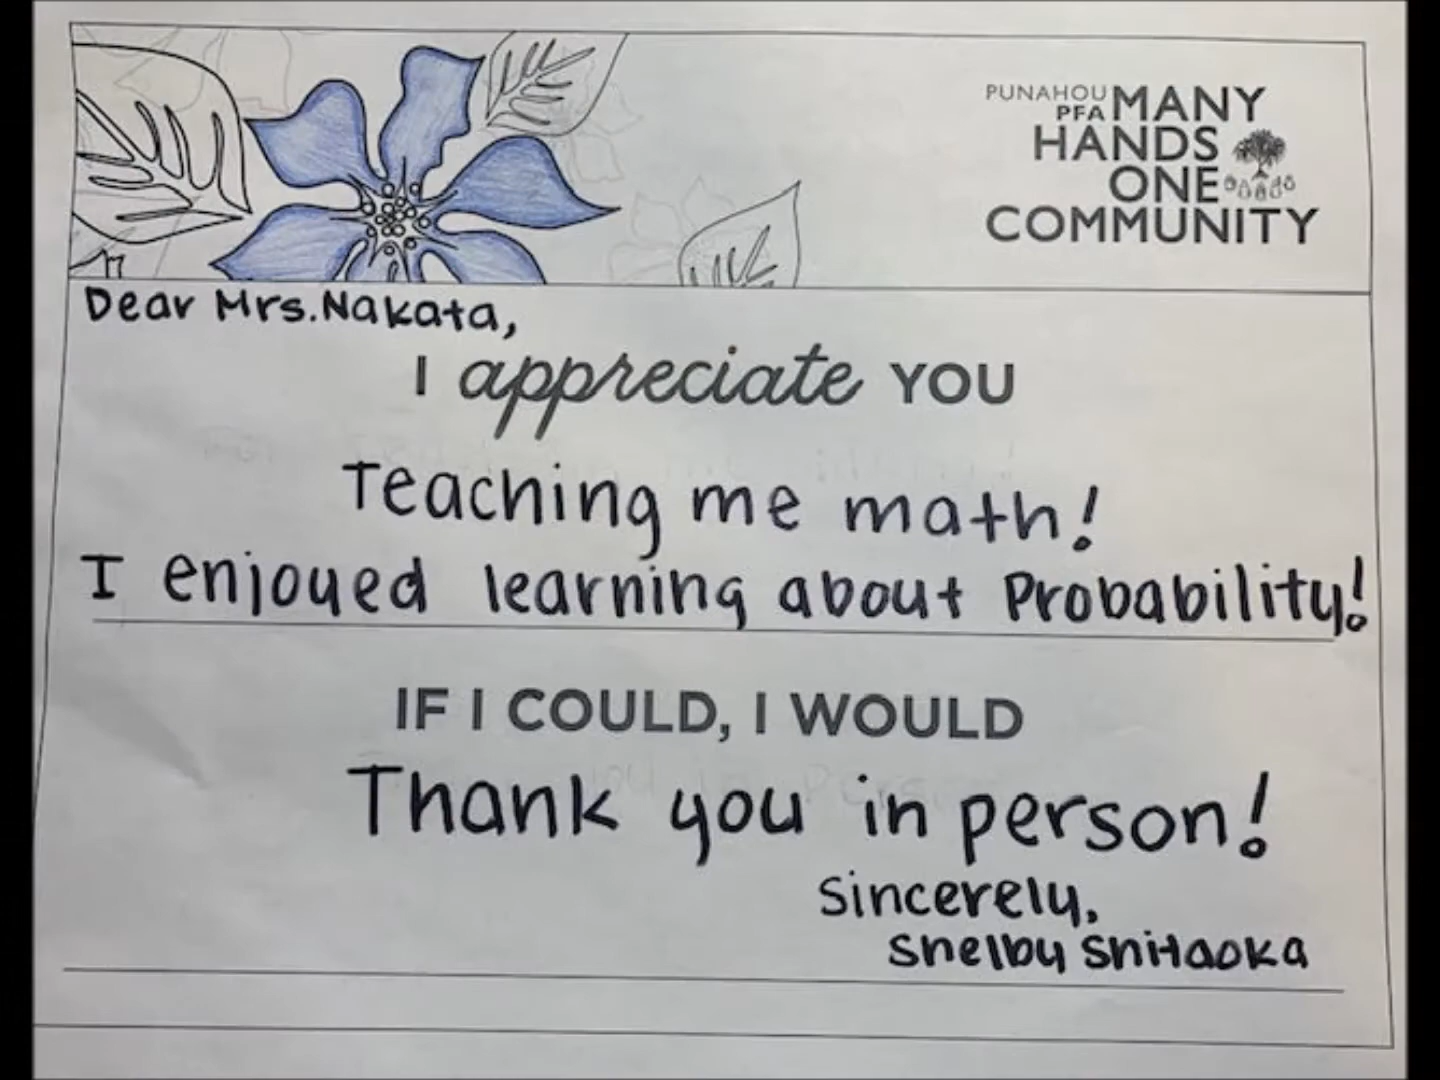 PUNAHOU MANY
PFA
HANDS
ONE
COMMUNITY
Dear Mrs. Nakata,
I appreciate YOU
Teaching me math!
I enjoyed learning about Probability!
IF I COULD, I WOULD
Thank you in person!
Sincerely,
Shelby